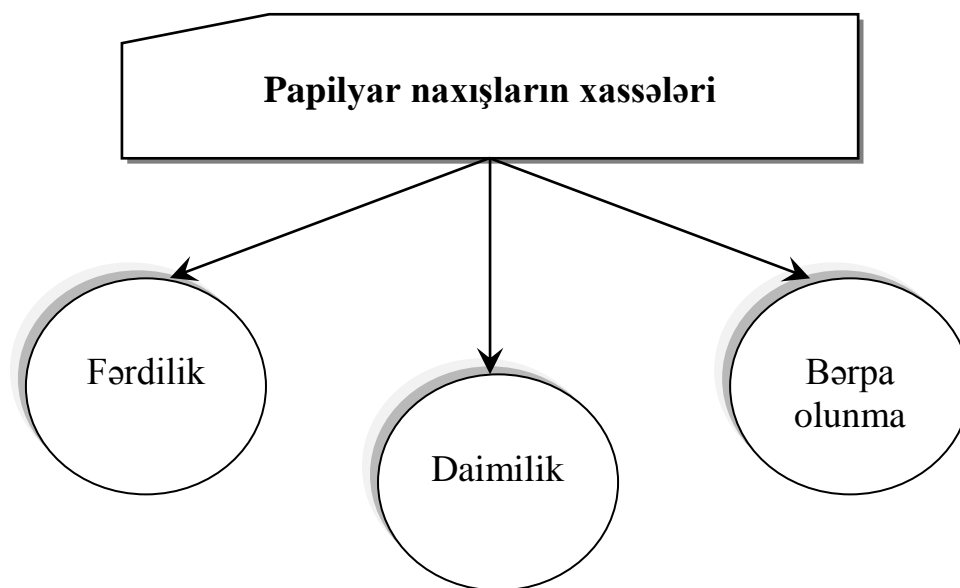 Papilyar naxışların xassələri
Fərdilik
Daimilik
Bərpa
olunma